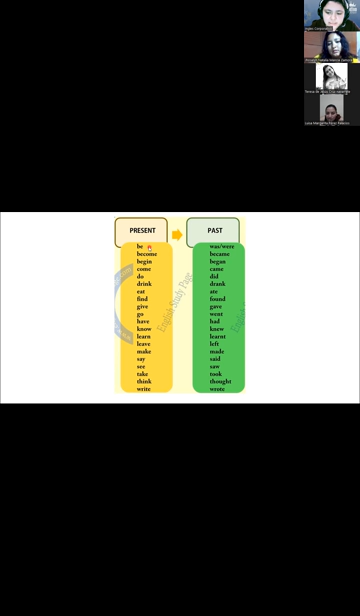 PRESENT
PAST
be was/were
become became
begin began
come came
do did
drink drank
eat ate
find found
give gave
go went
have had
know knew
learn learnt
leave left
make made
say said
see saw
take took
think thought
write wrote
English Study Page